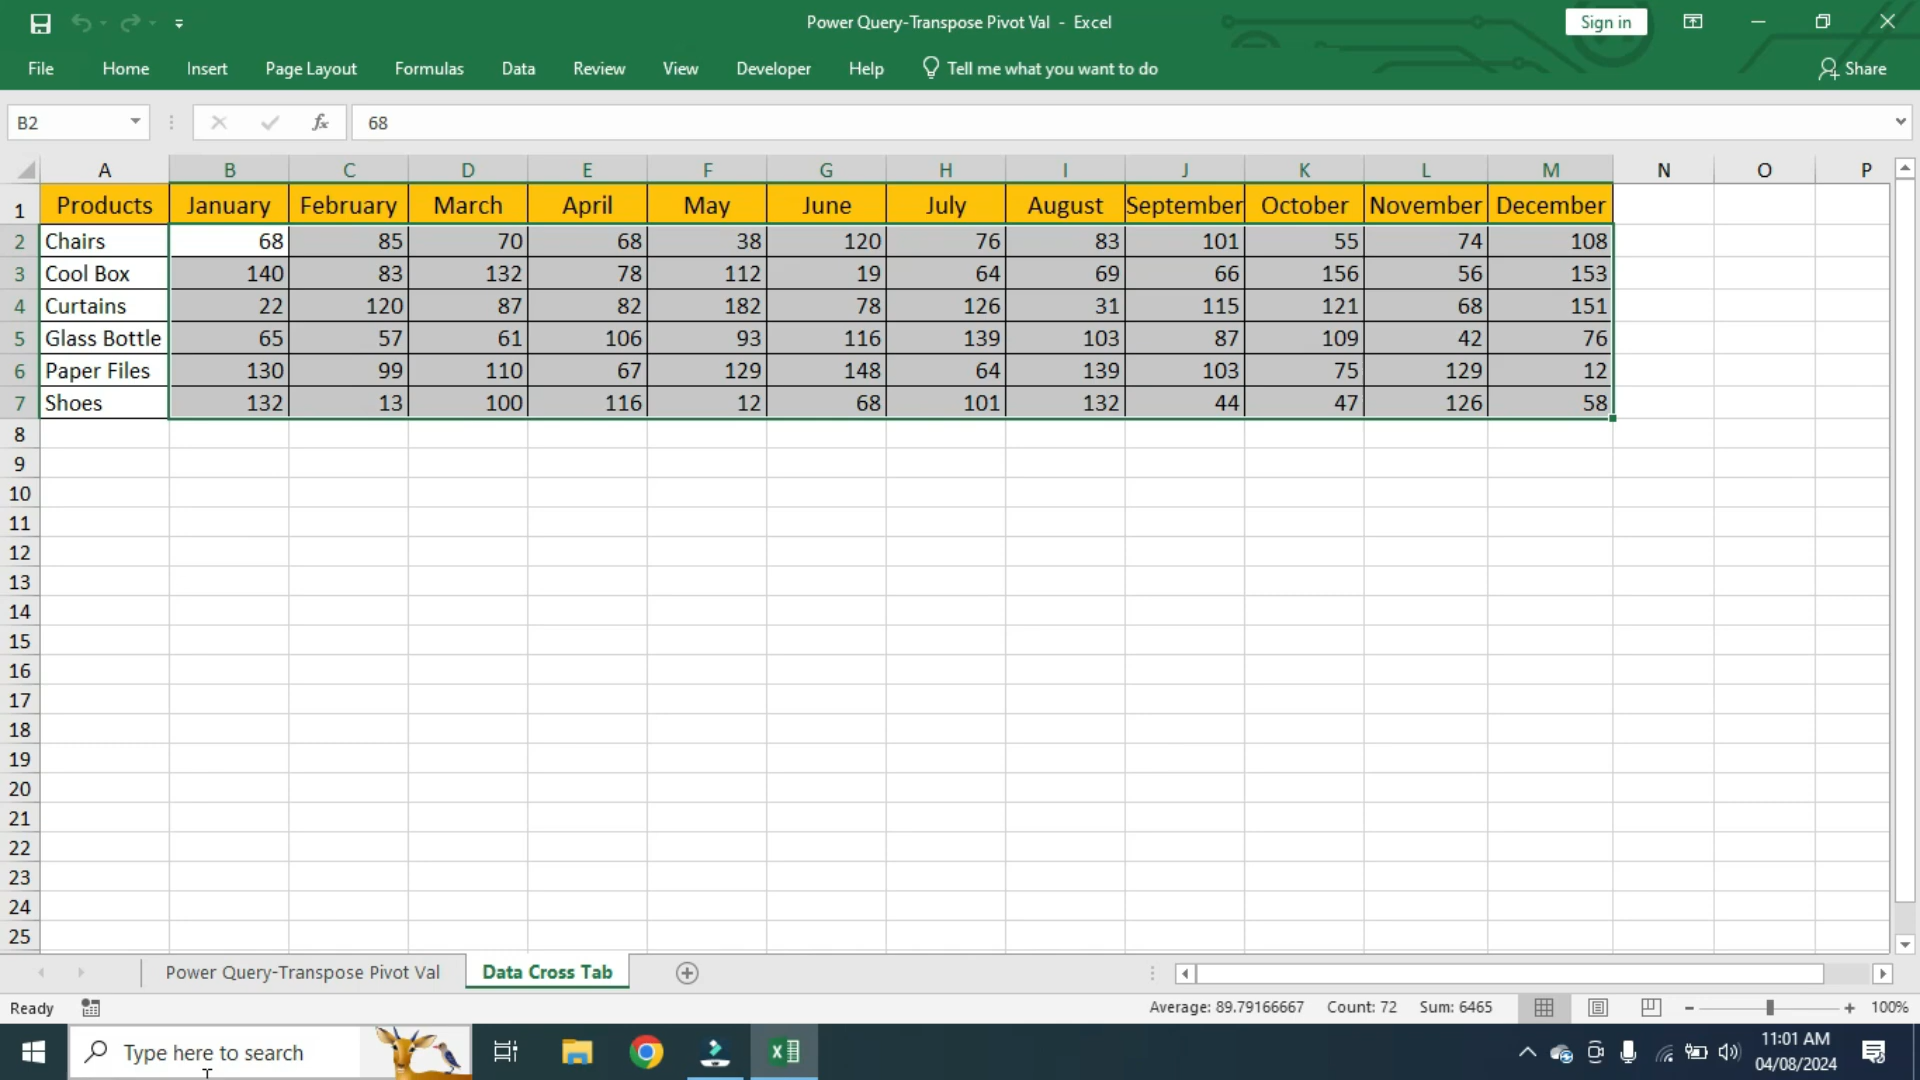 Power Query-Transpose Pivot Val - Excel
Sign in
File Home Insert Page Layout Formulas Data Review View Developer Help Tell me what you want to do Share
B2 fx 68
A B C D E F G H I J K L M N O P
1 Products January February March April May June July August September October November December
2 Chairs 68 85 70 68 38 120 76 83 101 55 74 108
3 Cool Box 140 83 132 78 112 19 64 69 66 156 56 153
4 Curtains 22 120 87 82 182 78 126 31 115 121 68 151
5 Glass Bottle 65 57 61 106 93 116 139 103 87 109 42 76
6 Paper Files 130 99 110 67 129 148 64 139 103 75 129 12
7 Shoes 132 13 100 116 12 68 101 132 44 47 126 58
8
9
10
11
12
13
14
15
16
17
18
19
20
21
22
23
24
25
Power Query-Transpose Pivot Val Data Cross Tab
Ready Average: 89.79166667 Count: 72 Sum: 6465 100%
Type here to search
11:01 AM
04/08/2024